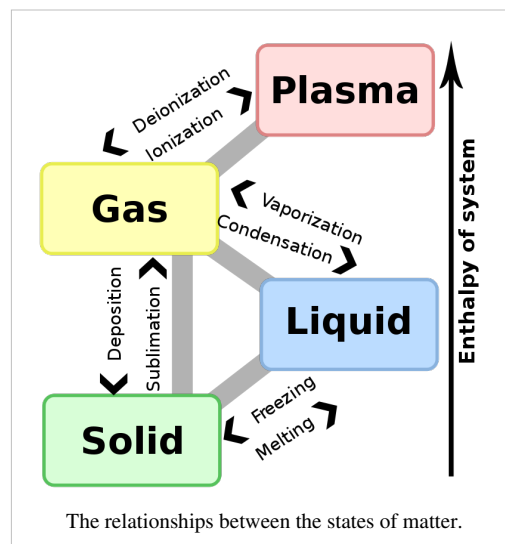 Plasma
Deionization
Ionization
Gas
Vaporization
Condensation
Enthalpy of system
Deposition
Sublimation
Liquid
Freezing
Melting
Solid
The relationships between the states of matter.